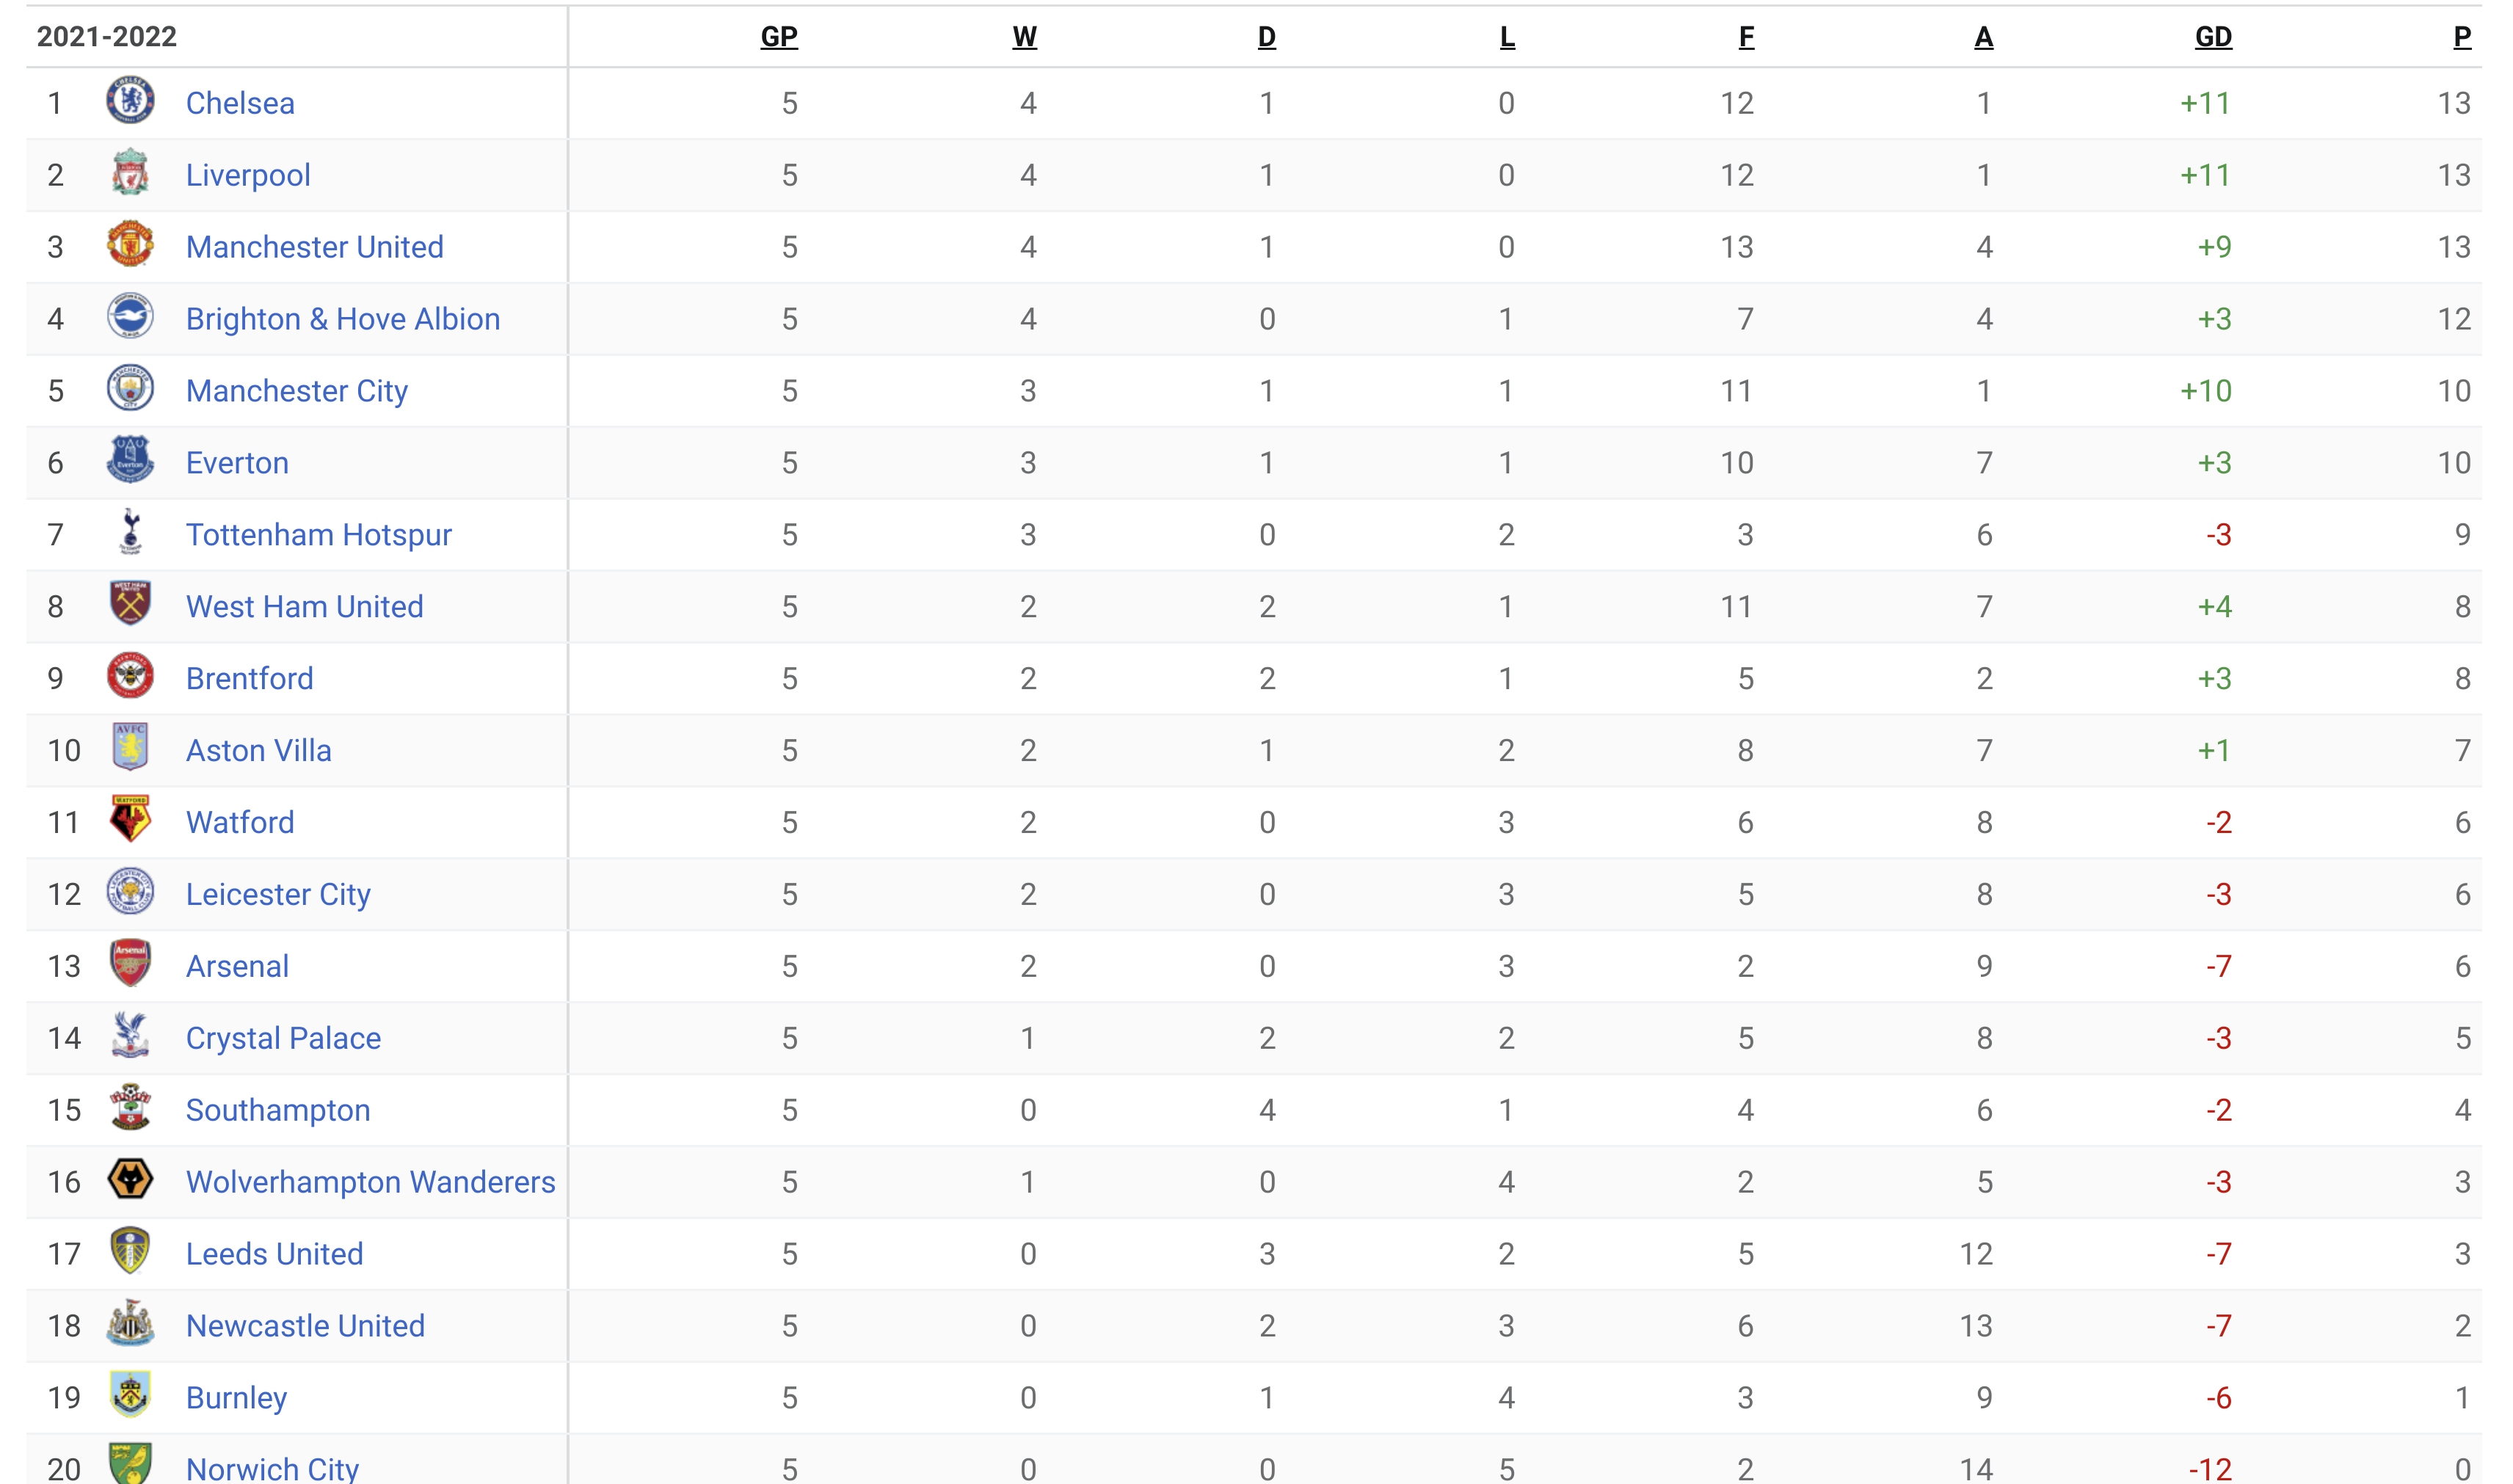 2021-2022 GP W D L F A GD P
1 Chelsea 5 4 1 0 12 1 +11 13
2 Liverpool 5 4 1 0 12 1 +11 13
3 Manchester United 5 4 1 0 13 4 +9 13
4 Brighton & Hove Albion 5 4 0 1 7 4 +3 12
5 Manchester City 5 3 1 1 11 1 +10 10
6 Everton 5 3 1 1 10 7 +3 10
7 Tottenham Hotspur 5 3 0 2 3 6 -3 9
8 West Ham United 5 2 2 1 11 7 +4 8
9 Brentford 5 2 2 1 5 2 +3 8
10 Aston Villa 5 2 1 2 8 7 +1 7
11 Watford 5 2 0 3 6 8 -2 6
12 Leicester City 5 2 0 3 5 8 -3 6
13 Arsenal 5 2 0 3 2 9 -7 6
14 Crystal Palace 5 1 2 2 5 8 -3 5
15 Southampton 5 0 4 1 4 6 -2 4
16 Wolverhampton Wanderers 5 1 0 4 2 5 -3 3
17 Leeds United 5 0 3 2 5 12 -7 3
18 Newcastle United 5 0 2 3 6 13 -7 2
19 Burnley 5 0 1 4 3 9 -6 1
20 Norwich City 5 0 0 5 2 14 -12 0